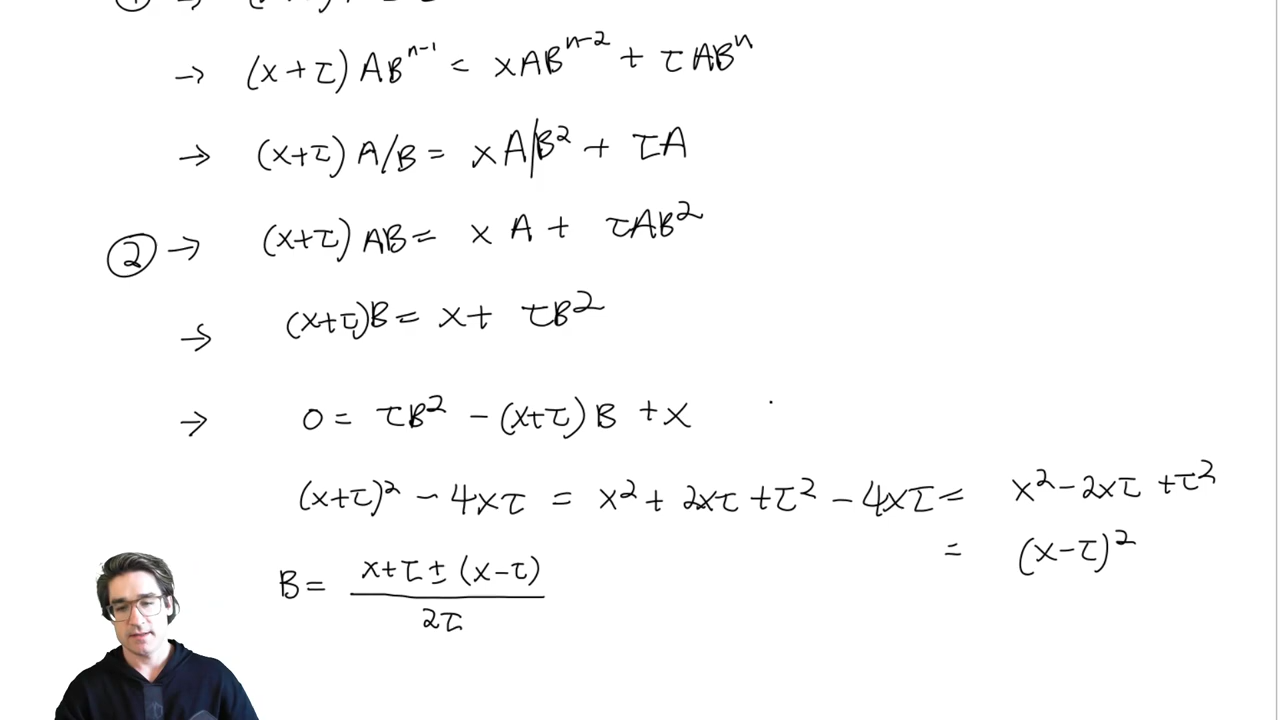 → (x+τ) AB^{n-1} = xAB^{n-2} + τAB^n
→ (x+τ) A/B = xA/B² + τA
② → (x+τ) AB = x A + τAB²
→ (x+τ)B = x + τB²
→ 0 = τB² - (x+τ) B + x
(x+τ)² - 4xτ = x² + 2xτ + τ² - 4xτ = x² - 2xτ + τ²
= (x-τ)²
B = \frac{x+τ ± (x-τ)}{2τ}